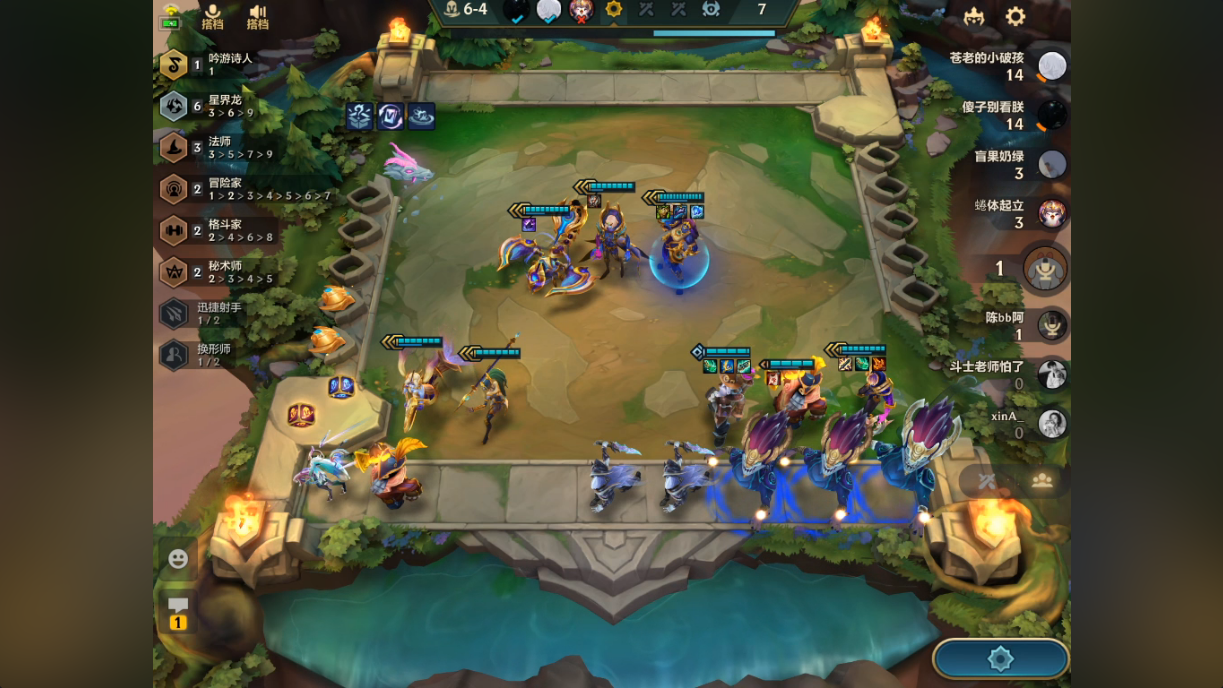 搭档
搭档
6-4
7
1
吟游诗人
1
6
星界龙
3 > 6 > 9
3
法师
3 > 5 > 7 > 9
2
冒险家
1 > 2 > 3 > 4 > 5 > 6 > 7
2
格斗家
2 > 4 > 6 > 8
2
秘术师
2 > 3 > 4 > 5
迅捷射手
1 / 2
换形师
1 / 2
苍老的小破孩
14
傻子别看朕
14
盲果奶绿
3
蜷体起立
3
1
陈bb阿
1
斗士老师怕了
0
xinA_
0
1